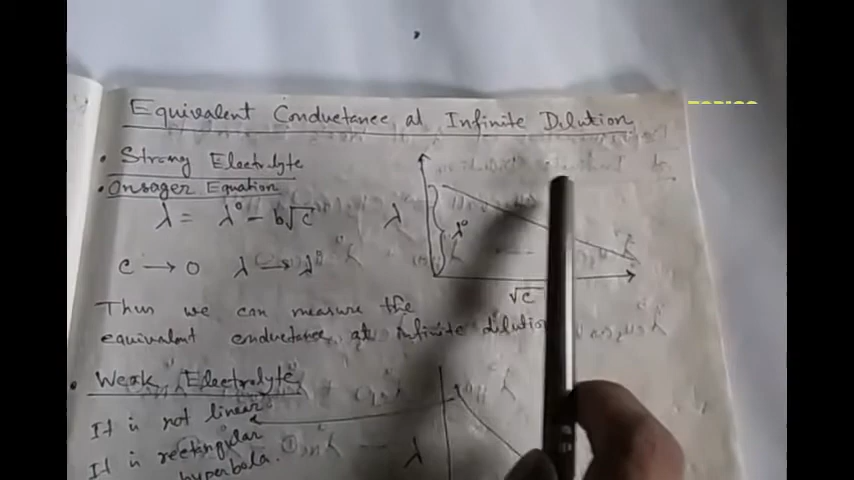 Equivalent Conductance at Infinite Dilution
• Strong Electrolyte
• Onsager Equation
λ = λ° - b√c
c → 0 λ → λ°
λ
λ°
√c
Thus we can measure the
equivalent conductance at infinite dilution
• Weak Electrolyte
It is not linear
It is rectangular
hyperbola.
λ